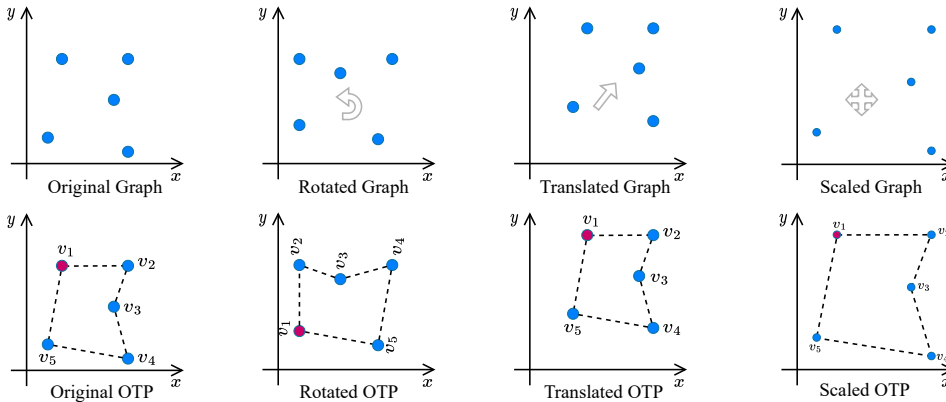 y y y y
x x x x
Original Graph Rotated Graph Translated Graph Scaled Graph
y y y y
v1 v2 v3 v4 v5
v1 v2 v3 v4 v5
v1 v2 v3 v4 v5
v1 v3 v5
x x x x
Original OTP Rotated OTP Translated OTP Scaled OTP